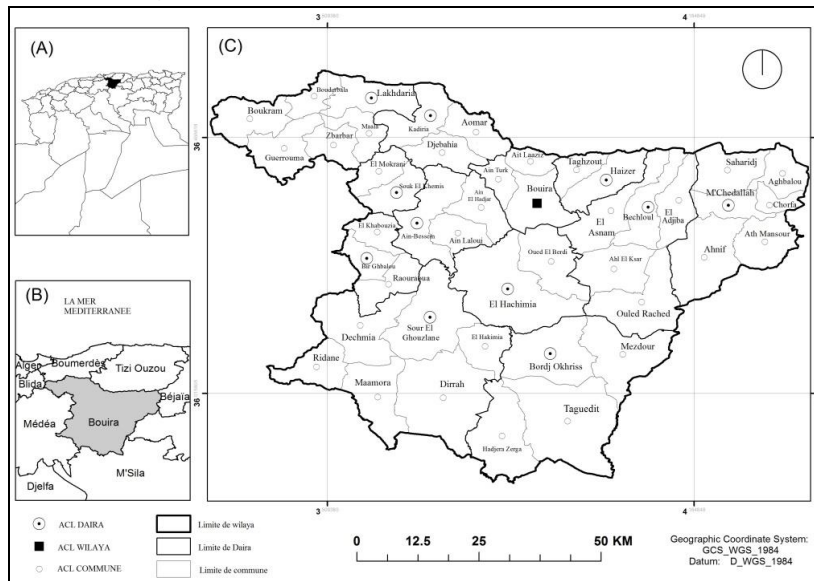 (A)
(B)
LA MER
MEDITERRANEE
Alger
Boumerdès
Tizi Ouzou
Blida
Béjaïa
Bouira
Médéa
M'Sila
Djelfa
(C)
3
4
36
36
3
4
Bouderbala
Lakhdaria
Boukram
Kadiria
Aomar
Maala
Zbarbar
Guerrouma
Djebahia
Ait Laaziz
Taghzout
Saharidj
El Mokrani
Ain Turk
Haizer
Aghbalou
Souk El Khemis
Bouira
M'Chedallah
Ain
El Hadjar
Bechloul
El
Adjiba
Chorfa
El Khabouzia
Ain-Bessem
Ain Laloui
El
Asnam
Ath Mansour
Oued El Berdi
Ahnif
Bir Ghbalou
Ahl El Ksar
Raouraoua
El Hachimia
Ouled Rached
Dechmia
Sour El
Ghouzlane
El Hakimia
Mezdour
Ridane
Bordj Okhriss
Maamora
Dirrah
Taguedit
Hadjera Zerga
ACL DAIRA
ACL WILAYA
ACL COMMUNE
Limite de wilaya
Limite de Daira
Limite de commune
0 12.5 25 50 KM
Geographic Coordinate System:
GCS_WGS_1984
Datum: D_WGS_1984